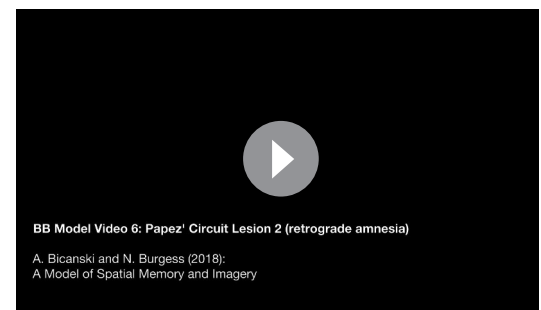 BB Model Video 6: Papez' Circuit Lesion 2 (retrograde amnesia)
A. Bicanski and N. Burgess (2018):
A Model of Spatial Memory and Imagery